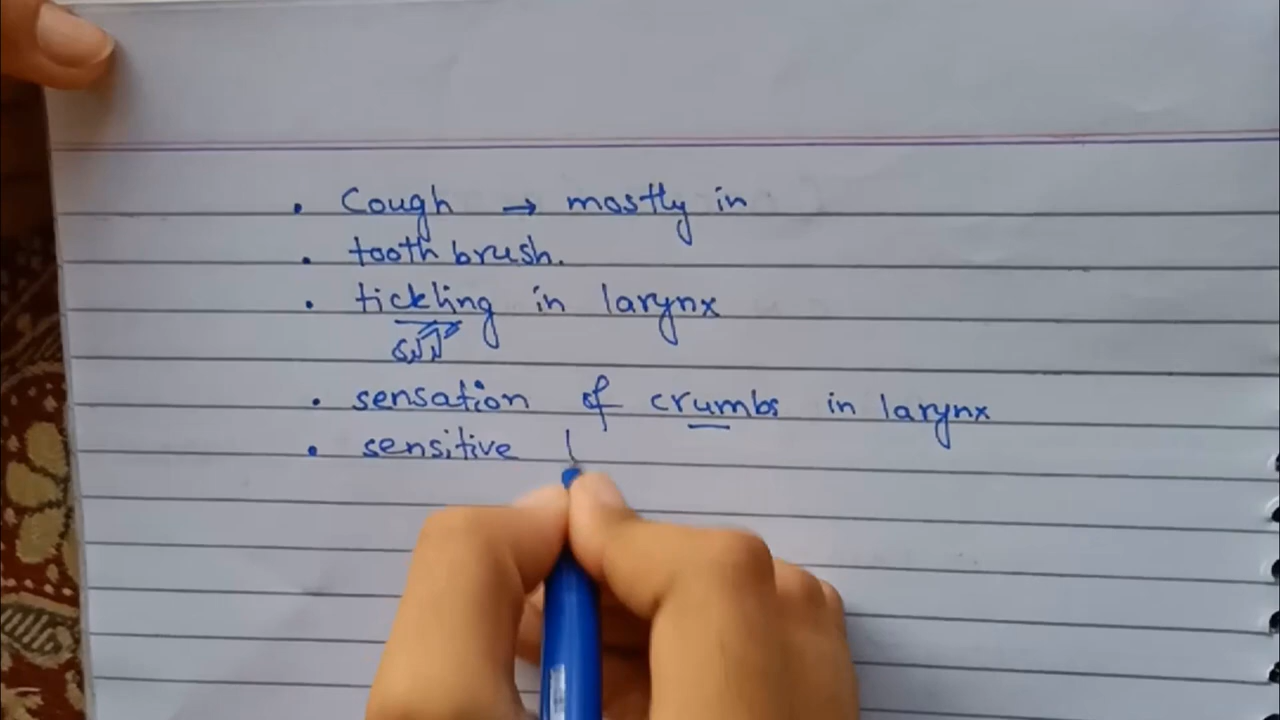 . Cough → mostly in
. tooth brush.
. tickling in larynx
. sensation of crumbs in larynx
. sensitive